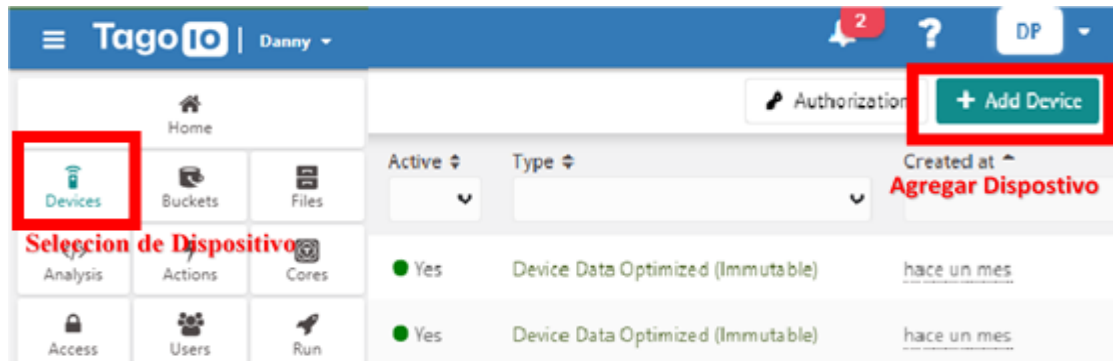 Tago IO | Danny
2
?
DP
Home
Authorization
+ Add Device
Devices
Buckets
Files
Active
Type
Created at
Agregar Dispostivo
Seleccion de Dispositivo
Analysis
Actions
Cores
Yes
Device Data Optimized (Immutable)
hace un mes
Access
Users
Run
Yes
Device Data Optimized (Immutable)
hace un mes